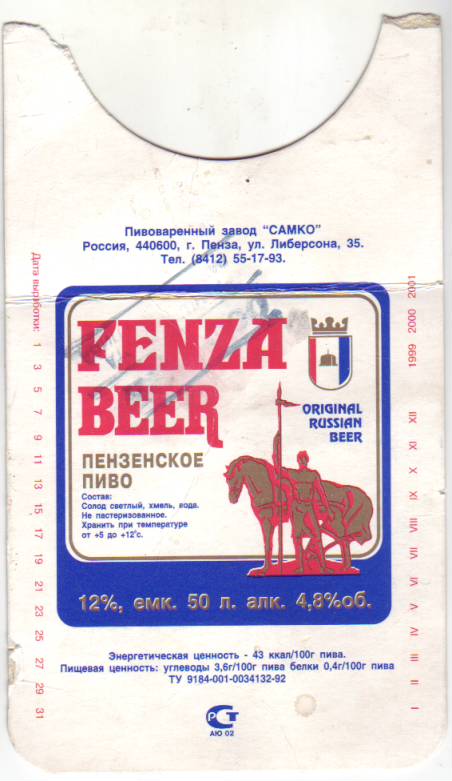 Пивоваренный завод "САМКО"
Россия, 440600, г. Пенза, ул. Либерсона, 35.
Тел. (8412) 55-17-93.
PENZA
BEER
ORIGINAL
RUSSIAN
BEER
ПЕНЗЕНСКОЕ
ПИВО
Состав:
Солод светлый, хмель, вода.
Не пастеризованное.
Хранить при температуре
от +5 до +12°с.
12%, емк. 50 л. алк. 4,8%об.
Энергетическая ценность - 43 ккал/100г пива.
Пищевая ценность: углеводы 3,6г/100г пива белки 0,4г/100г пива
ТУ 9184-001-0034132-92
РСТ
АЮ 02
Дата выработки: 1 3 5 7 9 11 13 15 17 19 21 23 25 27 29 31
I II III IV V VI VII VIII IX X XI XII 1999 2000 2001